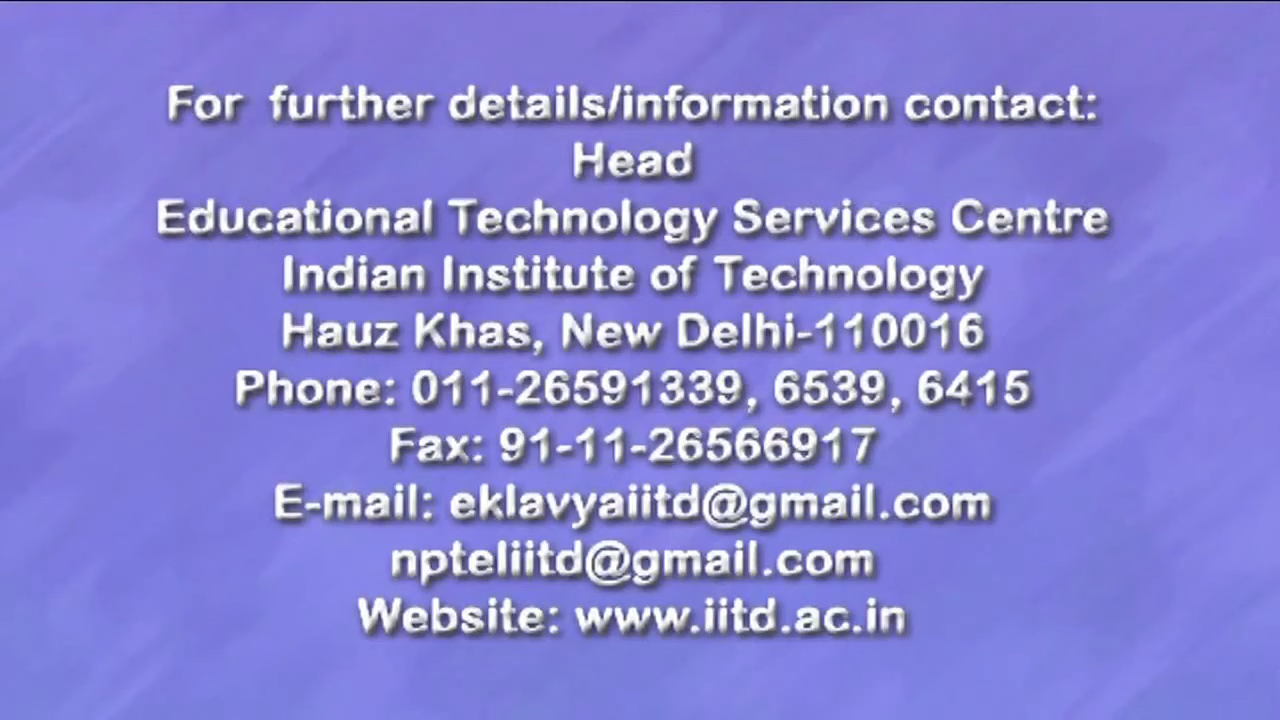 For further details/information contact:
Head
Educational Technology Services Centre
Indian Institute of Technology
Hauz Khas, New Delhi-110016
Phone: 011-26591339, 6539, 6415
Fax: 91-11-26566917
E-mail: eklavyaiitd@gmail.com
npteliitd@gmail.com
Website: www.iitd.ac.in